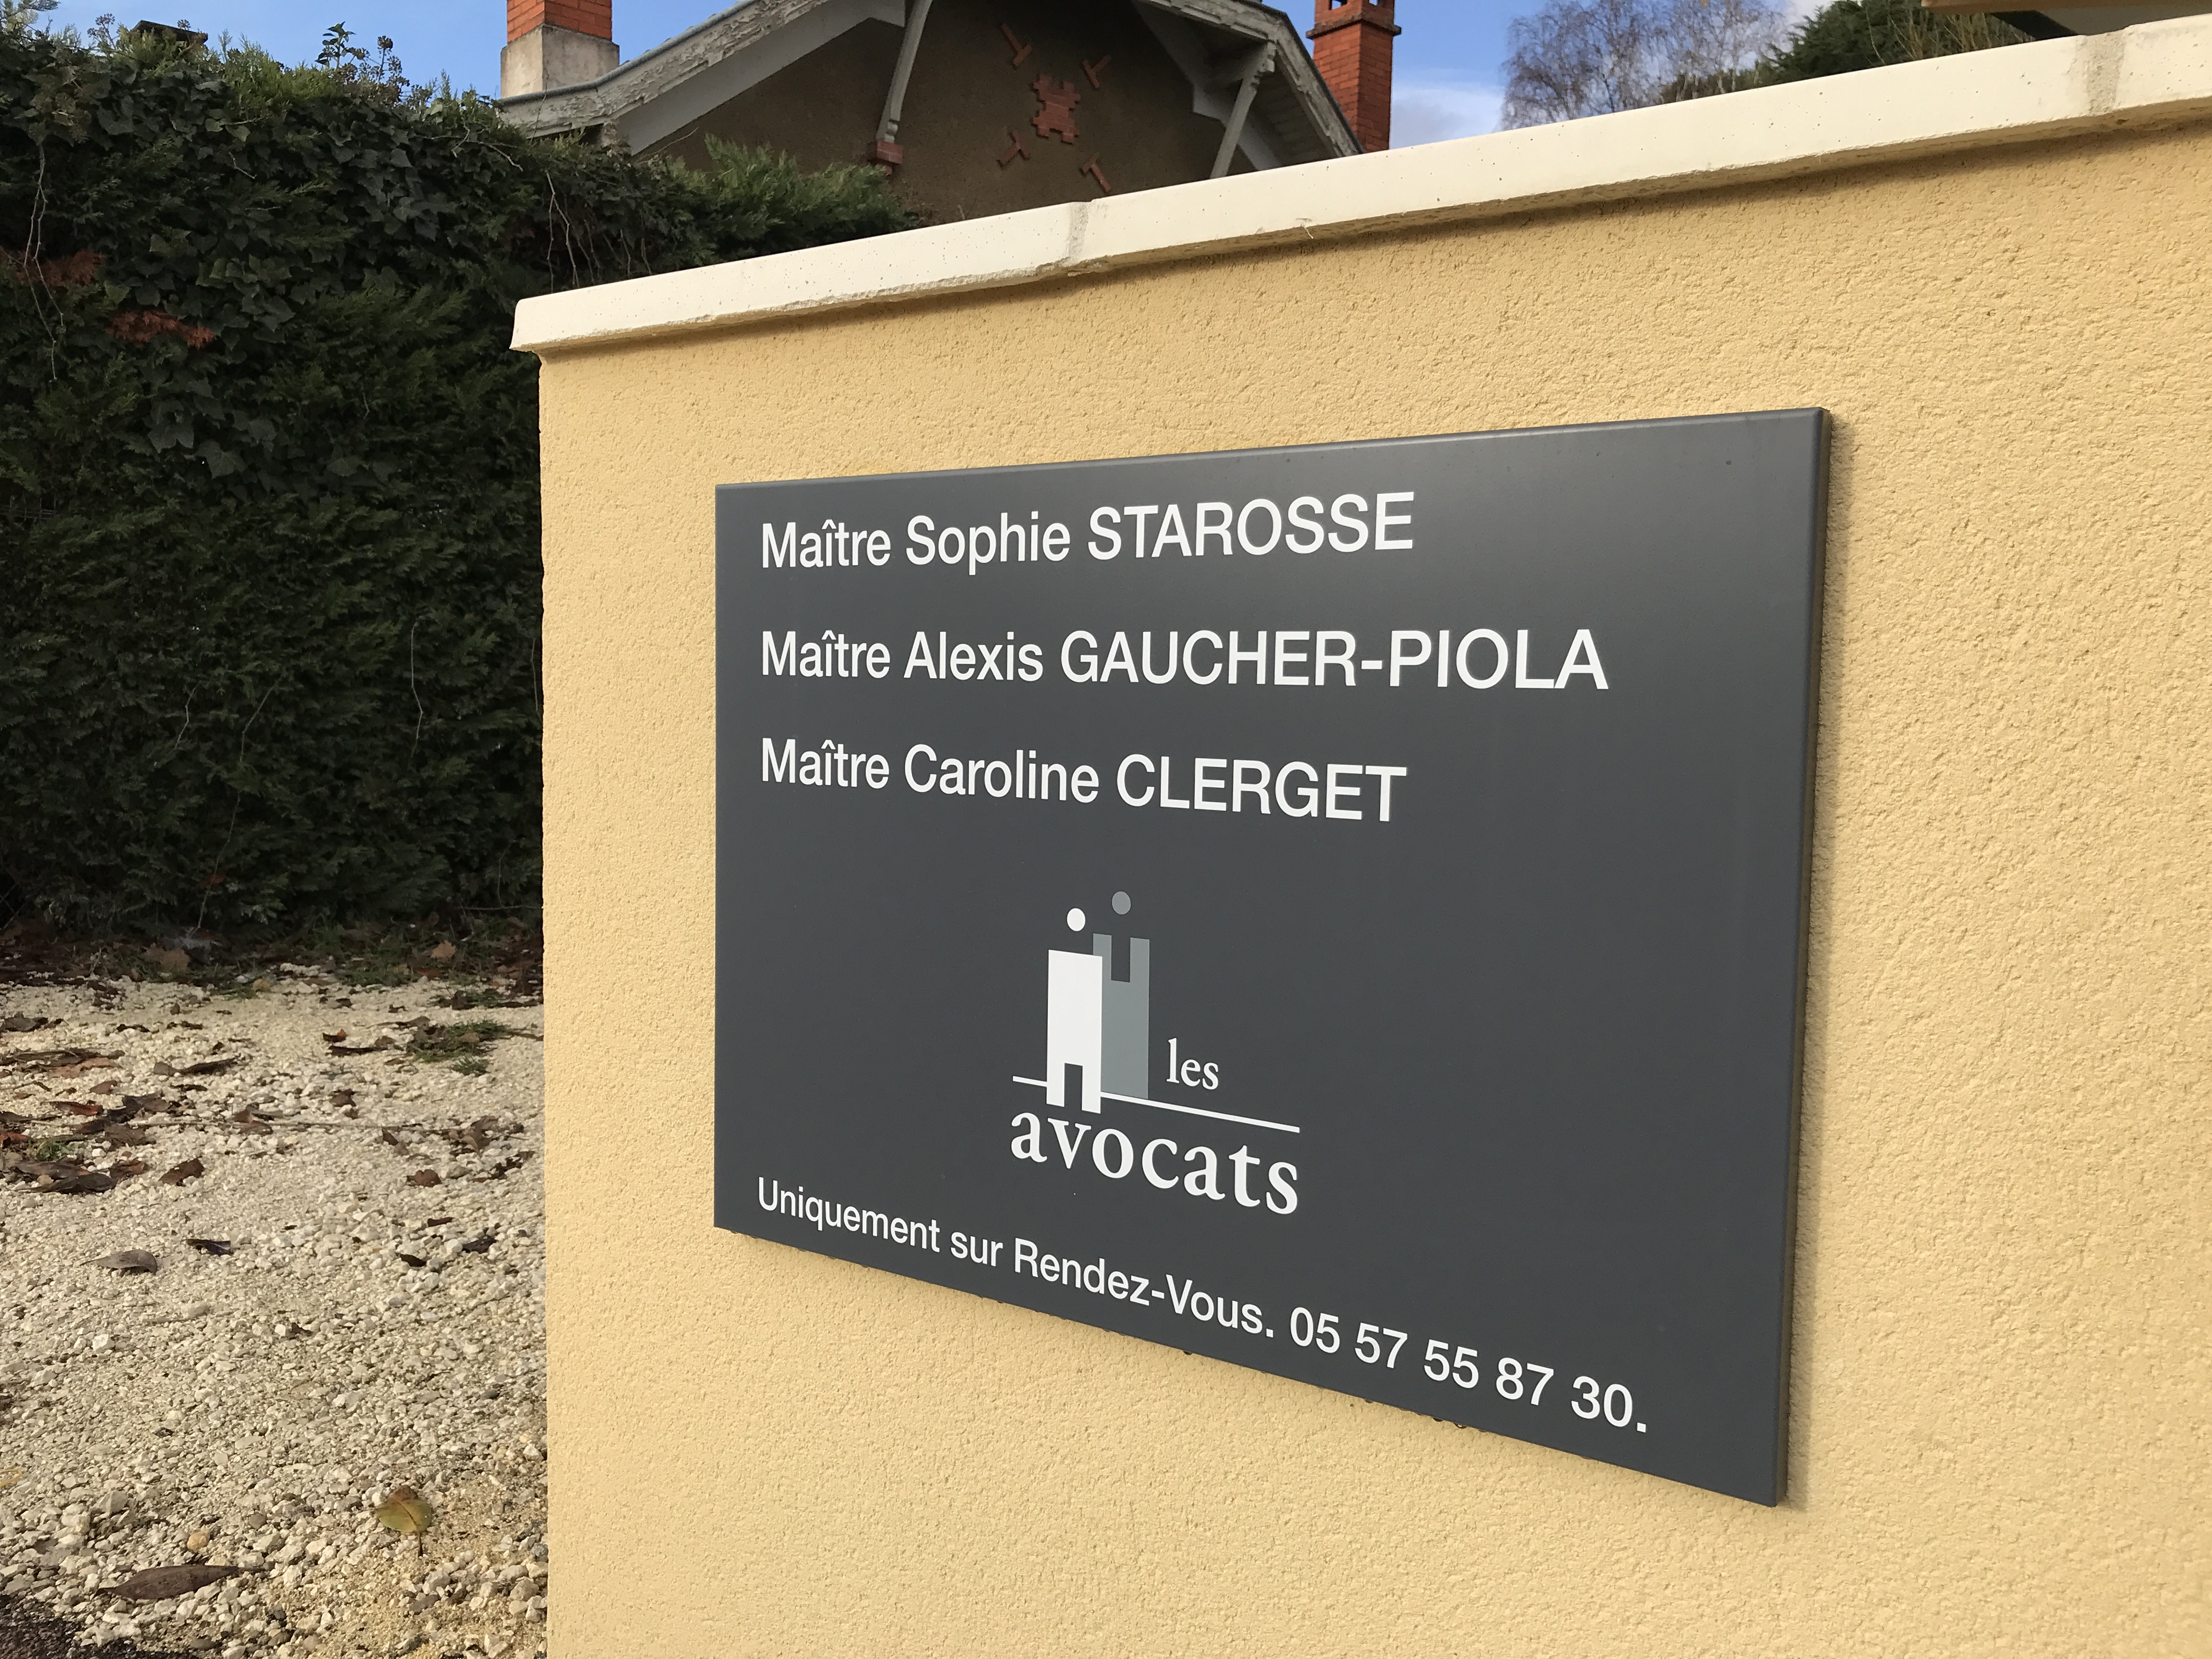 Maître Sophie STAROSSE
Maître Alexis GAUCHER-PIOLA
Maître Caroline CLERGET
les
avocats
Uniquement sur Rendez-Vous. 05 57 55 87 30.